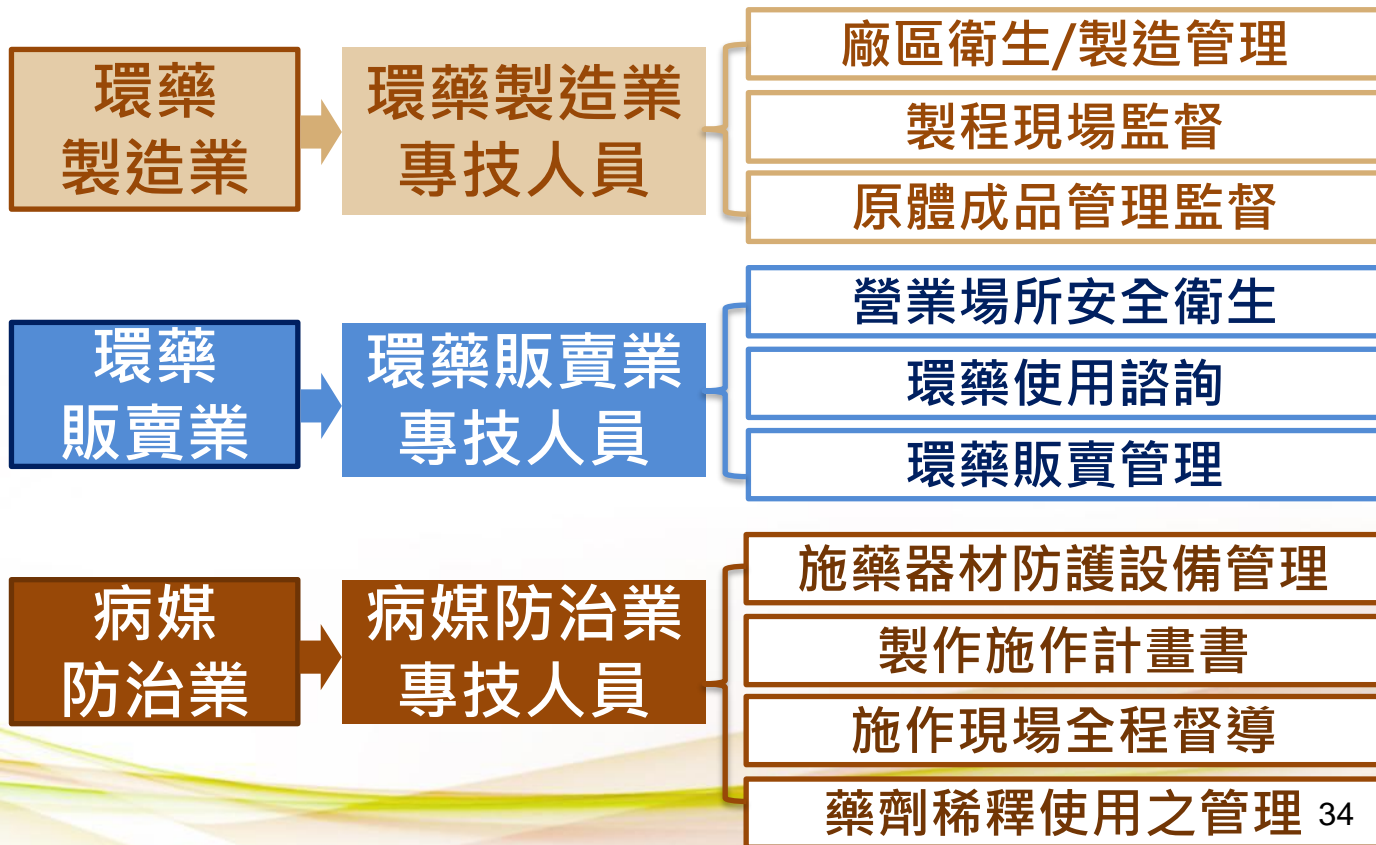 環藥
製造業
環藥製造業
專技人員
廠區衛生/製造管理
製程現場監督
原體成品管理監督
環藥
販賣業
環藥販賣業
專技人員
營業場所安全衛生
環藥使用諮詢
環藥販賣管理
病媒
防治業
病媒防治業
專技人員
施藥器材防護設備管理
製作施作計畫書
施作現場全程督導
藥劑稀釋使用之管理
34